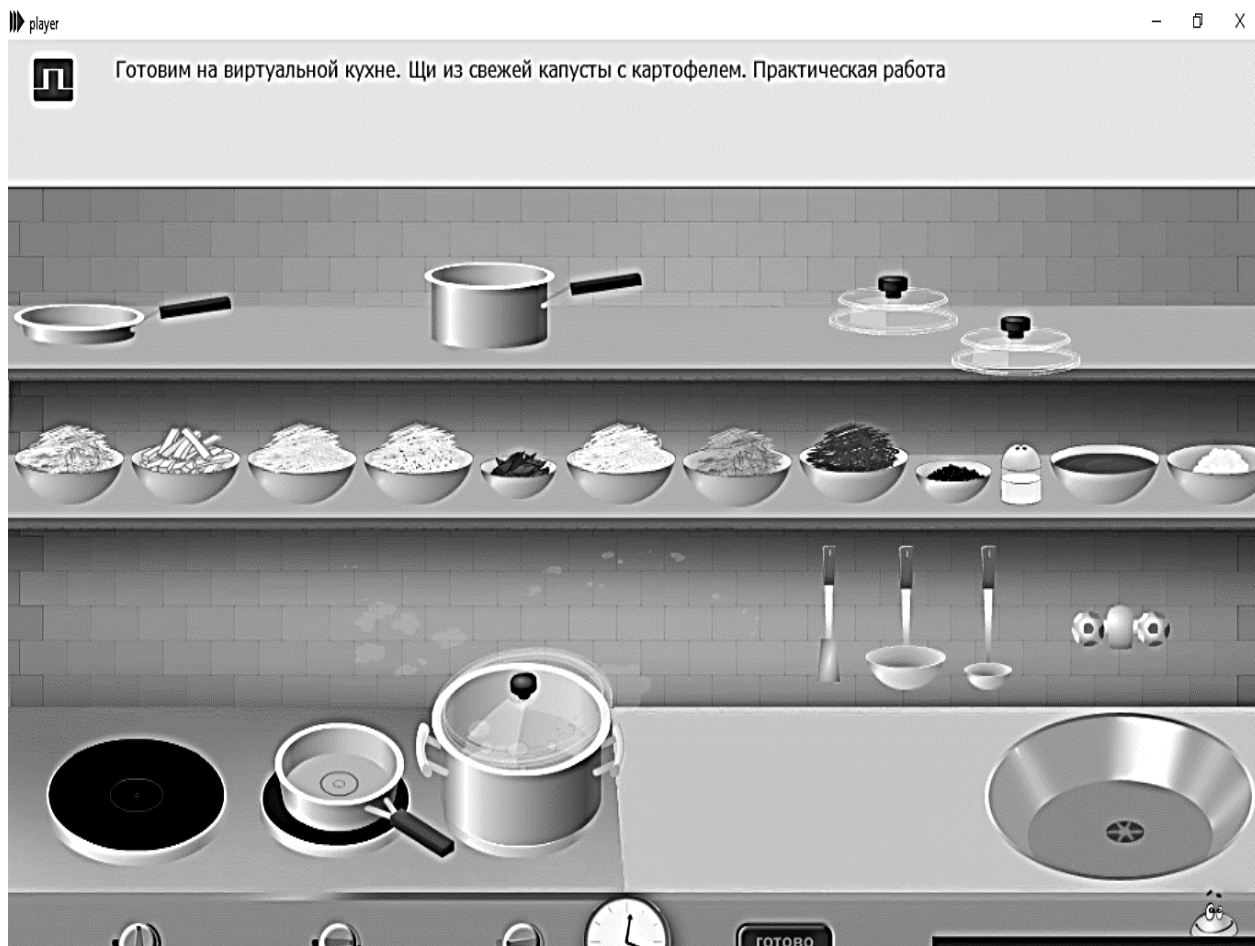 player
Готовим на виртуальной кухне. Щи из свежей капусты с картофелем. Практическая работа
ГОТОВО